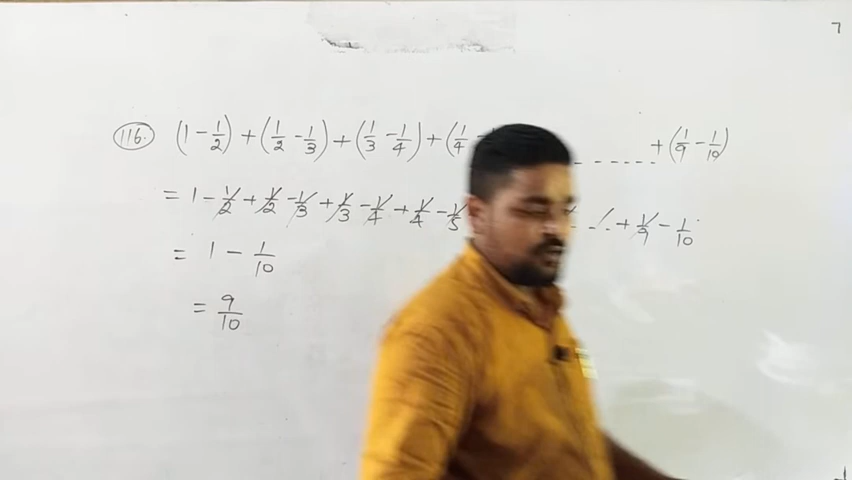 7
116. (1 - 1/2) + (1/2 - 1/3) + (1/3 - 1/4) + (1/4 - ------ + (1/9 - 1/10)
= 1 - 1/2 + 1/2 - 1/3 + 1/3 - 1/4 + 1/4 - 1/5 ... + 1/9 - 1/10
= 1 - 1/10
= 9/10